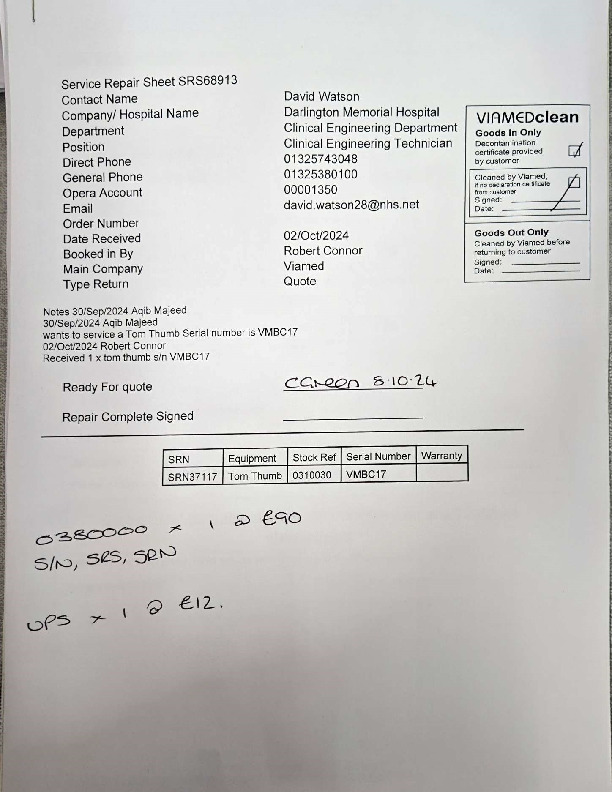 Service Repair Sheet SRS68913
Contact Name David Watson
Company/ Hospital Name Darlington Memorial Hospital
Department Clinical Engineering Department
Position Clinical Engineering Technician
Direct Phone 01325743048
General Phone 01325380100
Opera Account 00001350
Email david.watson28@nhs.net
Order Number
Date Received 02/Oct/2024
Booked in By Robert Connor
Main Company Viamed
Type Return Quote
VIAMEDclean
Goods In Only
Decontamination
certificate provided
by customer
Cleaned by Viamed,
if no declaration certificate
from customer
Signed:
Date:
Goods Out Only
Cleaned by Viamed before
returning to customer
Signed:
Date:
Notes 30/Sep/2024 Aqib Majeed
30/Sep/2024 Aqib Majeed
wants to service a Tom Thumb Serial number is VMBC17
02/Oct/2024 Robert Connor
Received 1 x tom thumb s/n VMBC17
Ready For quote CGreen 8.10.24
Repair Complete Signed
SRN Equipment Stock Ref Serial Number Warranty
SRN37117 Tom Thumb 0310030 VMBC17
0380000 x 1 @ £90
S/N, SRS, SRN
UPS x 1 @ £12.